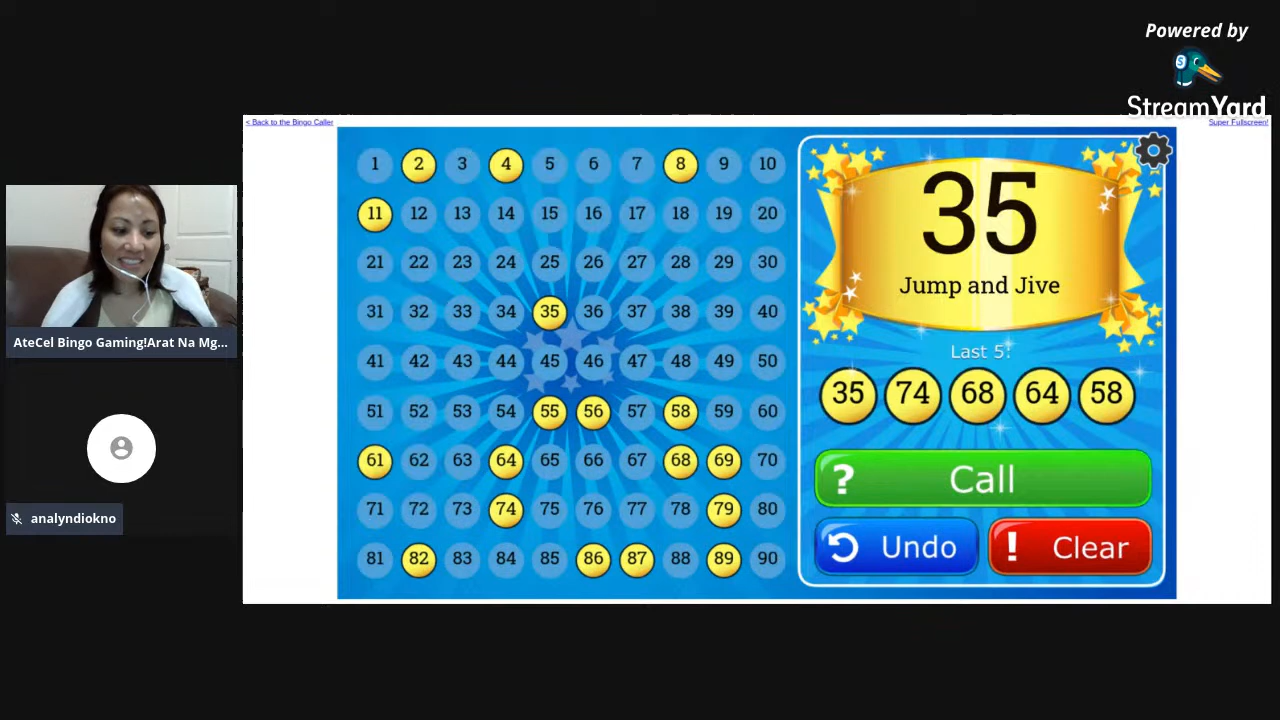 Powered by
StreamYard
< Back to the Bingo Caller
Super Fullscreen!
1 2 3 4 5 6 7 8 9 10
11 12 13 14 15 16 17 18 19 20
21 22 23 24 25 26 27 28 29 30
31 32 33 34 35 36 37 38 39 40
41 42 43 44 45 46 47 48 49 50
51 52 53 54 55 56 57 58 59 60
61 62 63 64 65 66 67 68 69 70
71 72 73 74 75 76 77 78 79 80
81 82 83 84 85 86 87 88 89 90
35
Jump and Jive
Last 5:
35 74 68 64 58
? Call
Undo
! Clear
AteCel Bingo Gaming!Arat Na Mg...
analyndiokno